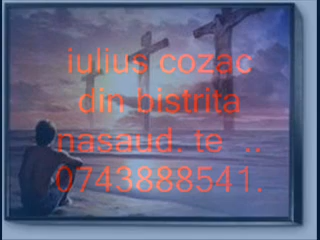 iulius cozac
din bistrita
nasaud. te ..
0743888541.